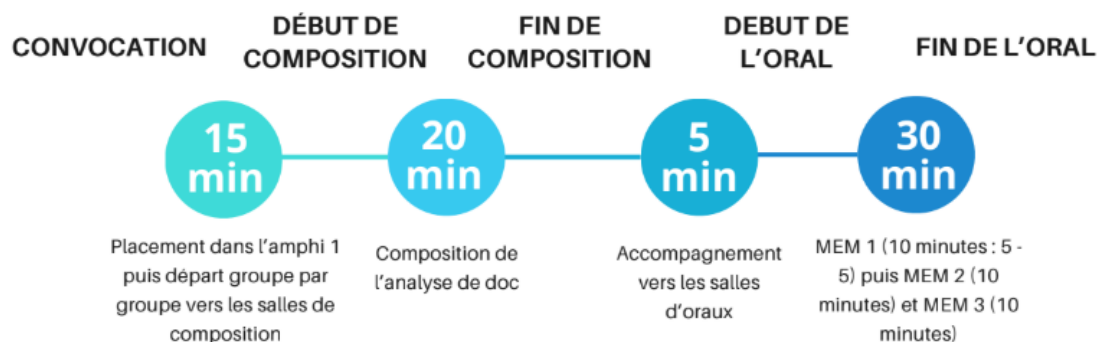 CONVOCATION
DÉBUT DE
COMPOSITION
FIN DE
COMPOSITION
DEBUT DE
L'ORAL
FIN DE L'ORAL
15
min
20
min
5
min
30
min
Placement dans l'amphi 1
puis départ groupe par
groupe vers les salles de
composition
Composition de
l'analyse de doc
Accompagnement
vers les salles
d'oraux
MEM 1 (10 minutes : 5 -
5) puis MEM 2 (10
minutes) et MEM 3 (10
minutes)